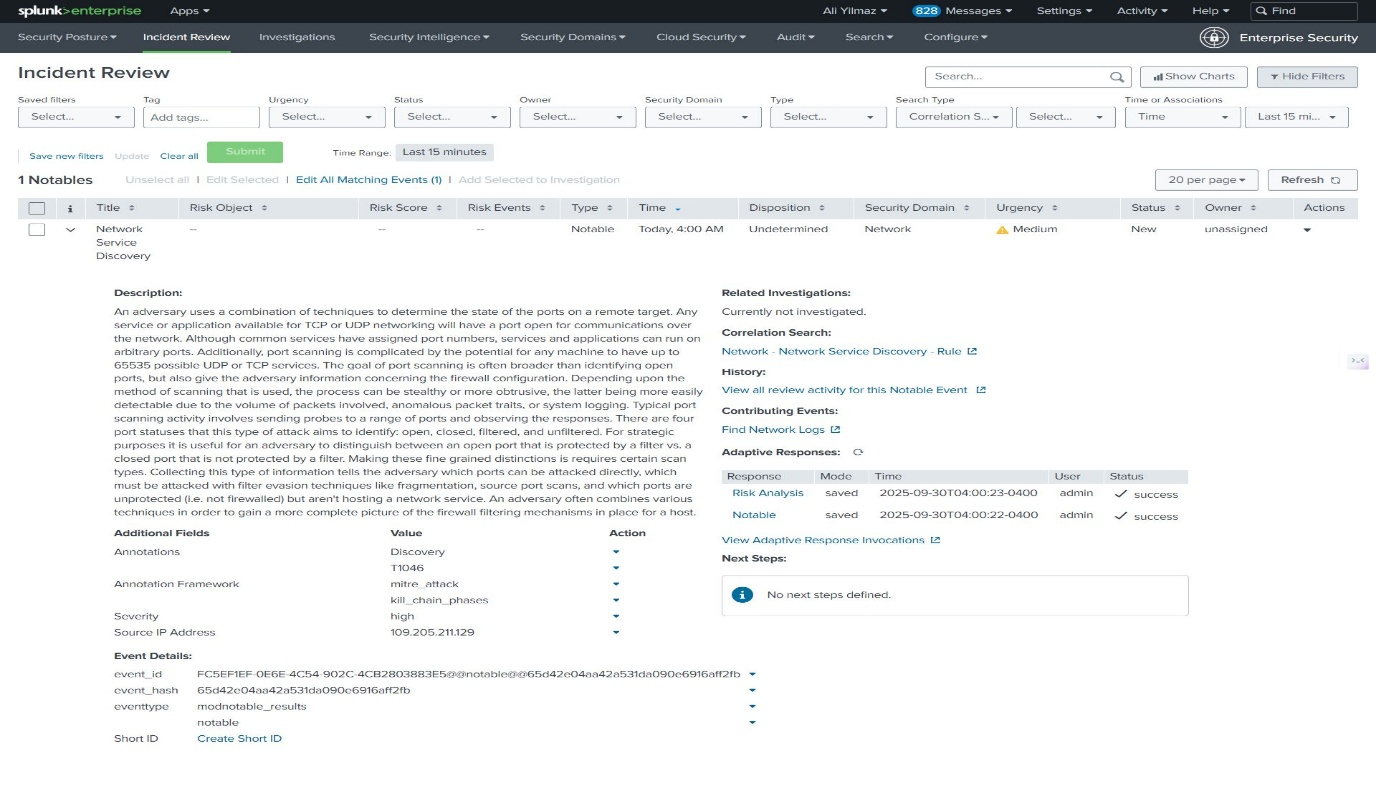 splunk>enterprise Apps Ali Yilmaz 828 Messages Settings Activity Help Find
Security Posture Incident Review Investigations Security Intelligence Security Domains Cloud Security Audit Search Configure Enterprise Security
Incident Review
Search... Show Charts Hide Filters
Saved filters Tag Urgency Status Owner Security Domain Type Search Type Time or Associations
Select... Add tags... Select... Select... Select... Select... Select... Correlation S... Select... Time Last 15 mi...
Save new filters Update Clear all Submit Time Range: Last 15 minutes
1 Notables Unselect all | Edit Selected | Edit All Matching Events (1) | Add Selected to Investigation 20 per page Refresh
i Title Risk Object Risk Score Risk Events Type Time Disposition Security Domain Urgency Status Owner Actions
Network Service Discovery -- -- -- Notable Today, 4:00 AM Undetermined Network Medium New unassigned
Description:
An adversary uses a combination of techniques to determine the state of the ports on a remote target. Any
service or application available for TCP or UDP networking will have a port open for communications over
the network. Although common services have assigned port numbers, services and applications can run on
arbitrary ports. Additionally, port scanning is complicated by the potential for any machine to have up to
65535 possible UDP or TCP services. The goal of port scanning is often broader than identifying open
ports, but also give the adversary information concerning the firewall configuration. Depending upon the
method of scanning that is used, the process can be stealthy or more obtrusive, the latter being more easily
detectable due to the volume of packets involved, anomalous packet traits, or system logging. Typical port
scanning activity involves sending probes to a range of ports and observing the responses. There are four
port statuses that this type of attack aims to identify: open, closed, filtered, and unfiltered. For strategic
purposes it is useful for an adversary to distinguish between an open port that is protected by a filter vs. a
closed port that is not protected by a filter. Making these fine grained distinctions is requires certain scan
types. Collecting this type of information tells the adversary which ports can be attacked directly, which
must be attacked with filter evasion techniques like fragmentation, source port scans, and which ports are
unprotected (i.e. not firewalled) but aren't hosting a network service. An adversary often combines various
techniques in order to gain a more complete picture of the firewall filtering mechanisms in place for a host.
Additional Fields Value Action
Annotations Discovery
T1046
Annotation Framework mitre_attack
kill_chain_phases
Severity high
Source IP Address 109.205.211.129
Event Details:
event_id FC5EF1EF-0E6E-4C54-902C-4CB2803883E5@@notable@@65d42e04aa42a531da090e6916aff2fb
event_hash 65d42e04aa42a531da090e6916aff2fb
eventtype modnotable_results
notable
Short ID Create Short ID
Related Investigations:
Currently not investigated.
Correlation Search:
Network - Network Service Discovery - Rule
History:
View all review activity for this Notable Event
Contributing Events:
Find Network Logs
Adaptive Responses:
Response Mode Time User Status
Risk Analysis saved 2025-09-30T04:00:23-0400 admin success
Notable saved 2025-09-30T04:00:22-0400 admin success
View Adaptive Response Invocations
Next Steps:
i No next steps defined.